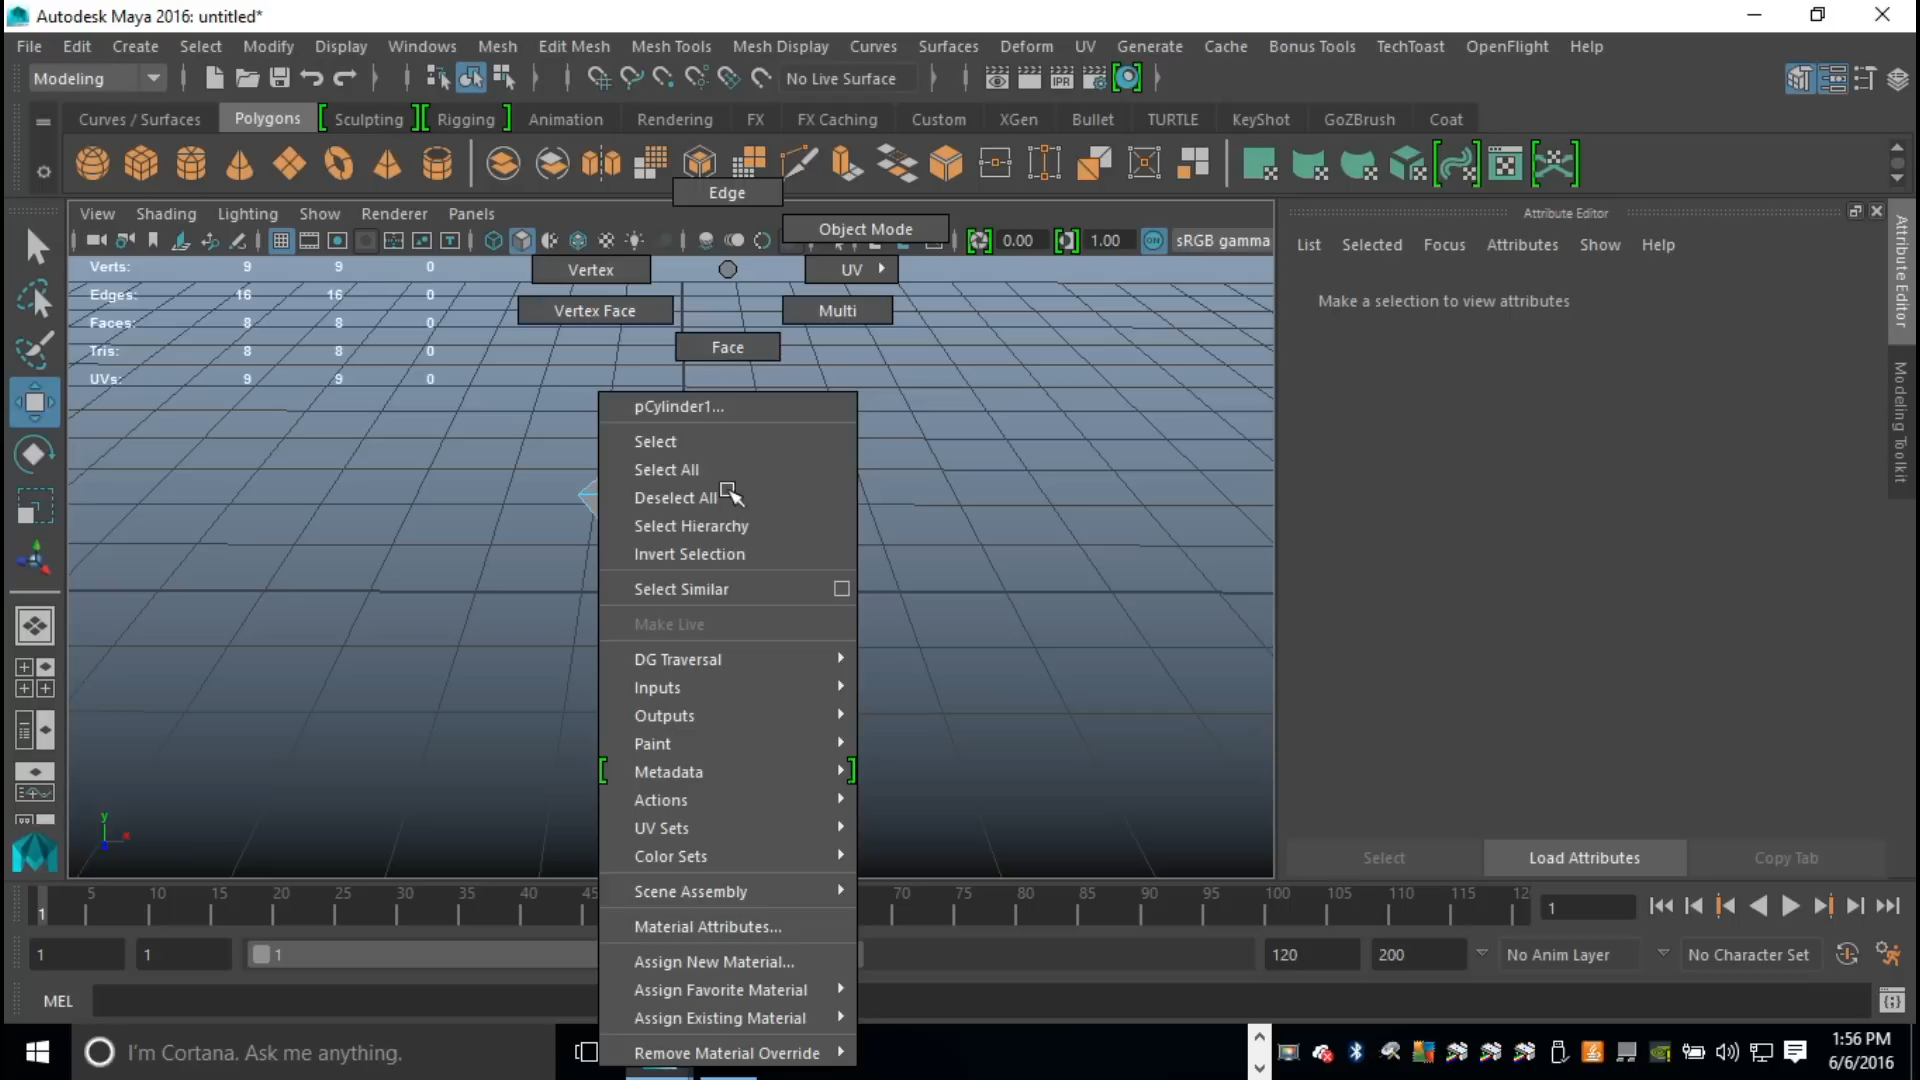 Autodesk Maya 2016: untitled*
File Edit Create Select Modify Display Windows Mesh Edit Mesh Mesh Tools Mesh Display Curves Surfaces Deform UV Generate Cache Bonus Tools TechToast OpenFlight Help
Modeling No Live Surface IPR
Curves / Surfaces Polygons Sculpting Rigging Animation Rendering FX FX Caching Custom XGen Bullet TURTLE KeyShot GoZBrush Coat
Edge
View Shading Lighting Show Renderer Panels
Object Mode
0.00 1.00 ON sRGB gamma
Verts: 9 9 0
Edges: 16 16 0
Faces: 8 8 0
Tris: 8 8 0
UVs: 9 9 0
Vertex UV
Vertex Face Multi
Face
pCylinder1...
Select
Select All
Deselect All
Select Hierarchy
Invert Selection
Select Similar
Make Live
DG Traversal
Inputs
Outputs
Paint
Metadata
Actions
UV Sets
Color Sets
Scene Assembly
Material Attributes...
Assign New Material...
Assign Favorite Material
Assign Existing Material
Remove Material Override
Attribute Editor
List Selected Focus Attributes Show Help
Make a selection to view attributes
Attribute Editor
Modeling Toolkit
Select Load Attributes Copy Tab
y
x
5 10 15 20 25 30 35 40 45 70 75 80 85 90 95 100 105 110 115 12
1 1
1 1 1 120 200 No Anim Layer No Character Set
MEL
I'm Cortana. Ask me anything.
1:56 PM
6/6/2016